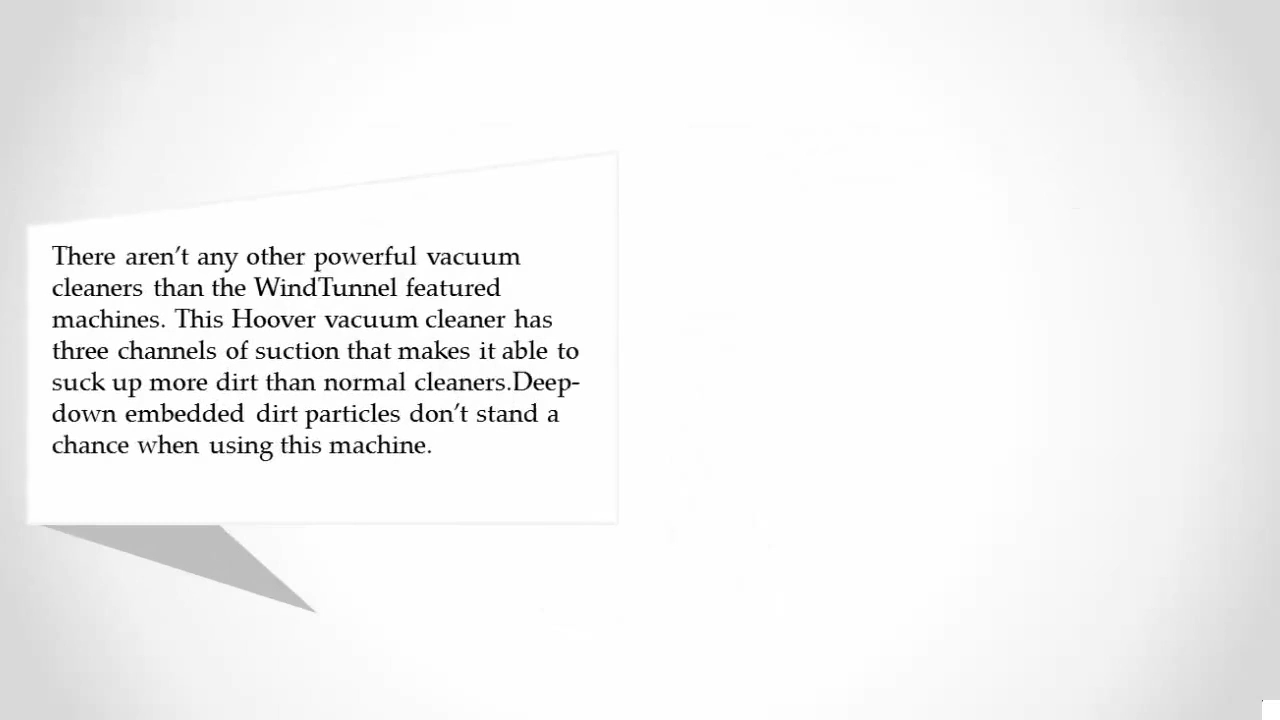 There aren’t any other powerful vacuum
cleaners than the WindTunnel featured
machines. This Hoover vacuum cleaner has
three channels of suction that makes it able to
suck up more dirt than normal cleaners.Deep-
down embedded dirt particles don’t stand a
chance when using this machine.